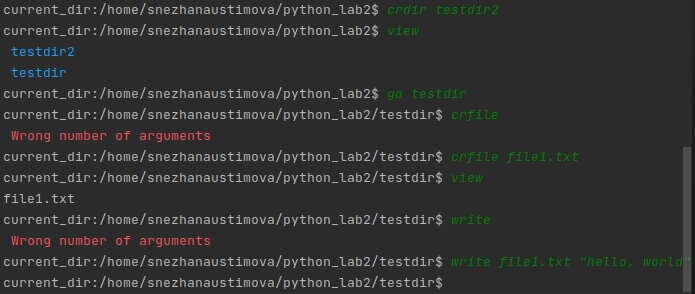 current_dir:/home/snezhanaustimova/python_lab2$ crdir testdir2
current_dir:/home/snezhanaustimova/python_lab2$ view
testdir2
testdir
current_dir:/home/snezhanaustimova/python_lab2$ go testdir
current_dir:/home/snezhanaustimova/python_lab2/testdir$ crfile
Wrong number of arguments
current_dir:/home/snezhanaustimova/python_lab2/testdir$ crfile file1.txt
current_dir:/home/snezhanaustimova/python_lab2/testdir$ view
file1.txt
current_dir:/home/snezhanaustimova/python_lab2/testdir$ write
Wrong number of arguments
current_dir:/home/snezhanaustimova/python_lab2/testdir$ write file1.txt "hello, world"
current_dir:/home/snezhanaustimova/python_lab2/testdir$